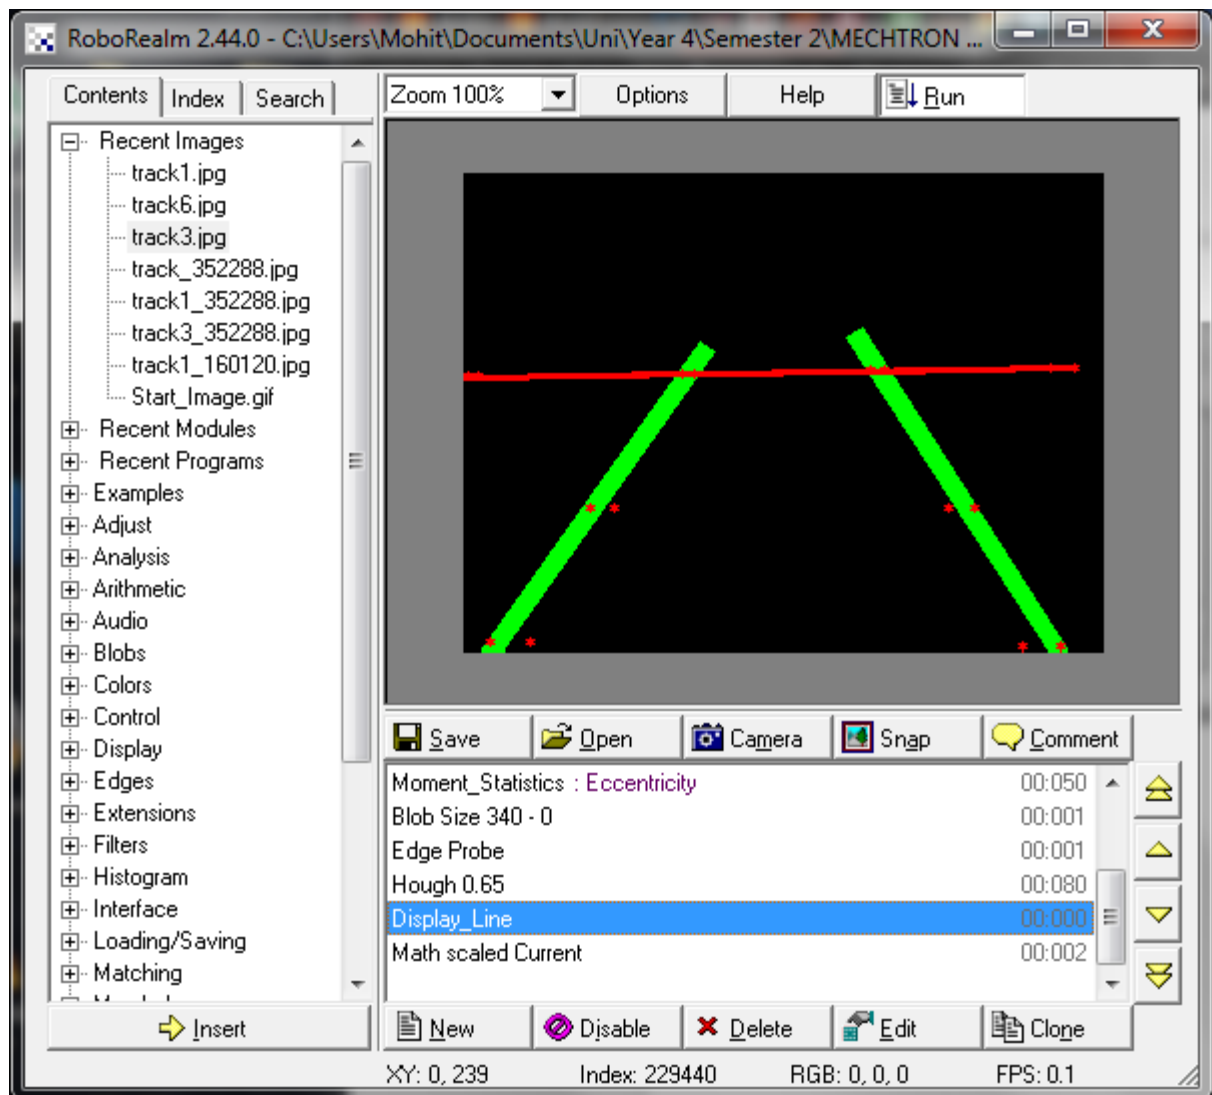 RoboRealm 2.44.0 - C:\Users\Mohit\Documents\Uni\Year 4\Semester 2\MECHTRON ...
Contents Index Search
Zoom 100% Options Help Run
Recent Images
track1.jpg
track6.jpg
track3.jpg
track_352288.jpg
track1_352288.jpg
track3_352288.jpg
track1_160120.jpg
Start_Image.gif
Recent Modules
Recent Programs
Examples
Adjust
Analysis
Arithmetic
Audio
Blobs
Colors
Control
Display
Edges
Extensions
Filters
Histogram
Interface
Loading/Saving
Matching
Insert
Save Open Camera Snap Comment
Moment_Statistics : Eccentricity 00:050
Blob Size 340 - 0 00:001
Edge Probe 00:001
Hough 0.65 00:080
Display_Line 00:000
Math scaled Current 00:002
New Disable Delete Edit Clone
XY: 0, 239 Index: 229440 RGB: 0, 0, 0 FPS: 0.1